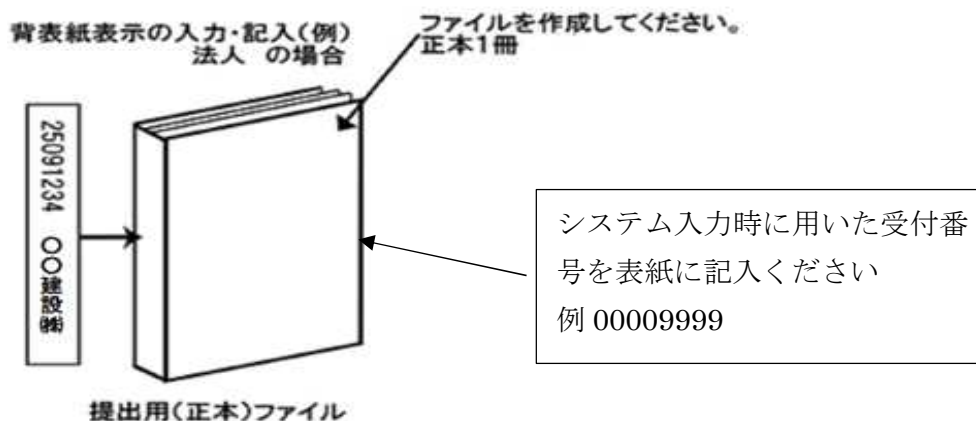 背表紙表示の入力・記入(例)
法人 の場合
ファイルを作成してください。
正本1冊
25091234 〇〇建設㈱
システム入力時に用いた受付番
号を表紙に記入ください
例 00009999
提出用(正本)ファイル